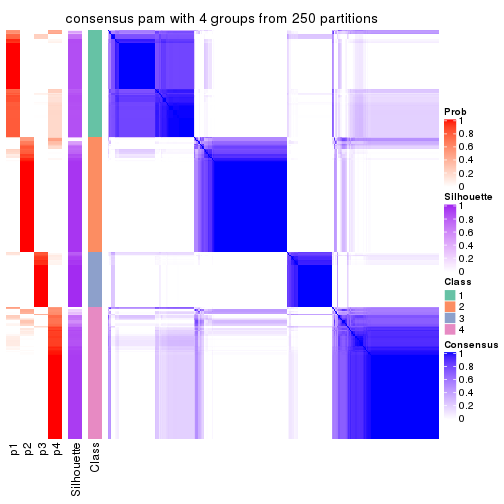 consensus pam with 4 groups from 250 partitions
Prob
1
0.8
0.6
0.4
0.2
0
Silhouette
1
0.8
0.6
0.4
0.2
0
Class
1
2
3
4
Consensus
1
0.8
0.6
0.4
0.2
0
p1
p2
p3
p4
Silhouette
Class